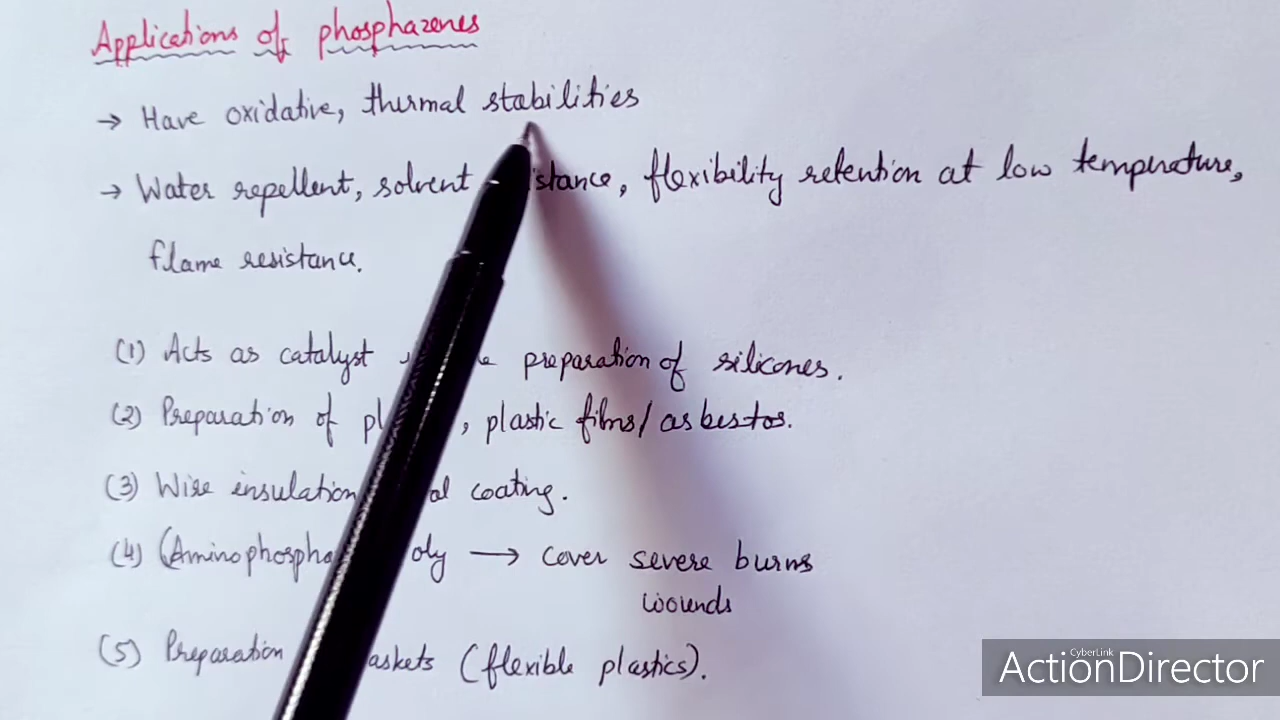 Applications of phosphazenes
→ Have oxidative, thermal stabilities
→ Water repellent, solvent istance, flexibility retention at low temperature,
flame resistance.
(1) Acts as catalyst preparation of silicones.
(2) Preparation of pl , plastic films/asbestos.
(3) Wire insulation al coating.
(4) (Aminophospha oly → cover severe burns
wounds
(5) Preparation askets (flexible plastics).
CyberLink
ActionDirector